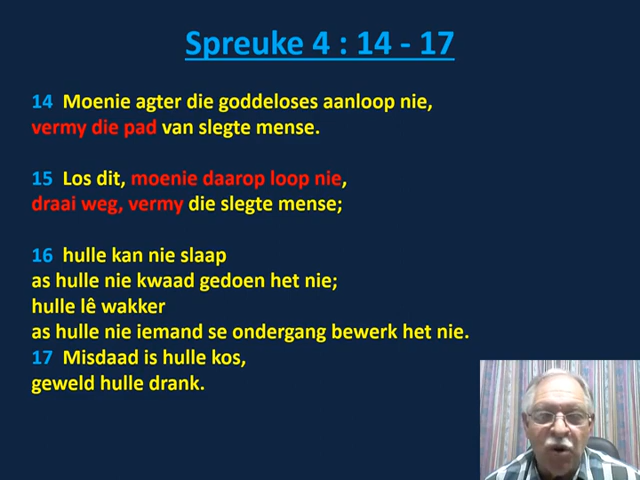 Spreuke 4 : 14 - 17
14 Moenie agter die goddeloses aanloop nie,
vermy die pad van slegte mense.
15 Los dit, moenie daarop loop nie,
draai weg, vermy die slegte mense;
16 hulle kan nie slaap
as hulle nie kwaad gedoen het nie;
hulle lê wakker
as hulle nie iemand se ondergang bewerk het nie.
17 Misdaad is hulle kos,
geweld hulle drank.